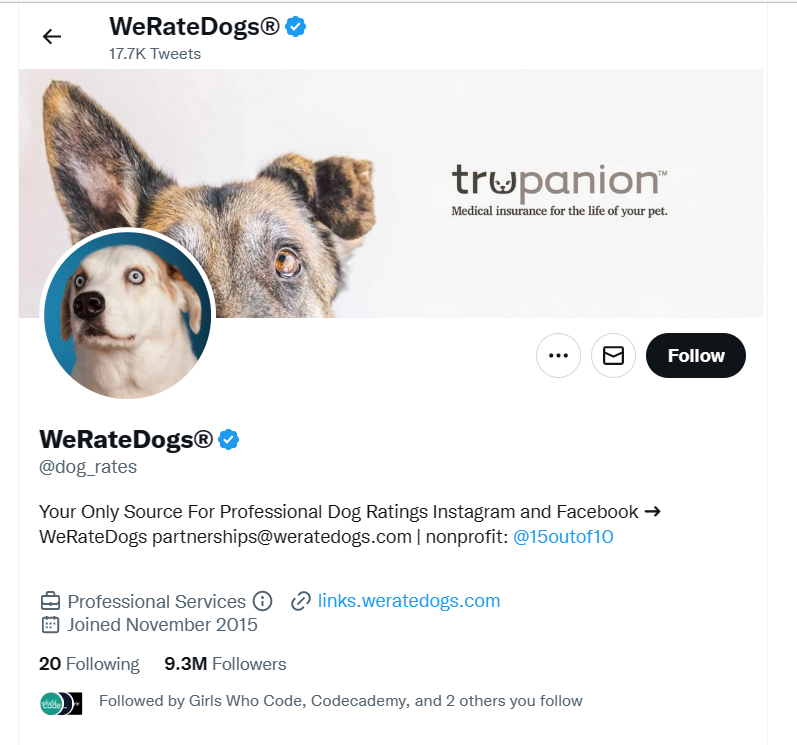 WeRateDogs®
17.7K Tweets
trupanion™
Medical insurance for the life of your pet.
Follow
WeRateDogs®
@dog_rates
Your Only Source For Professional Dog Ratings Instagram and Facebook →
WeRateDogs partnerships@weratedogs.com | nonprofit: @15outof10
Professional Services links.weratedogs.com
Joined November 2015
20 Following 9.3M Followers
Followed by Girls Who Code, Codecademy, and 2 others you follow